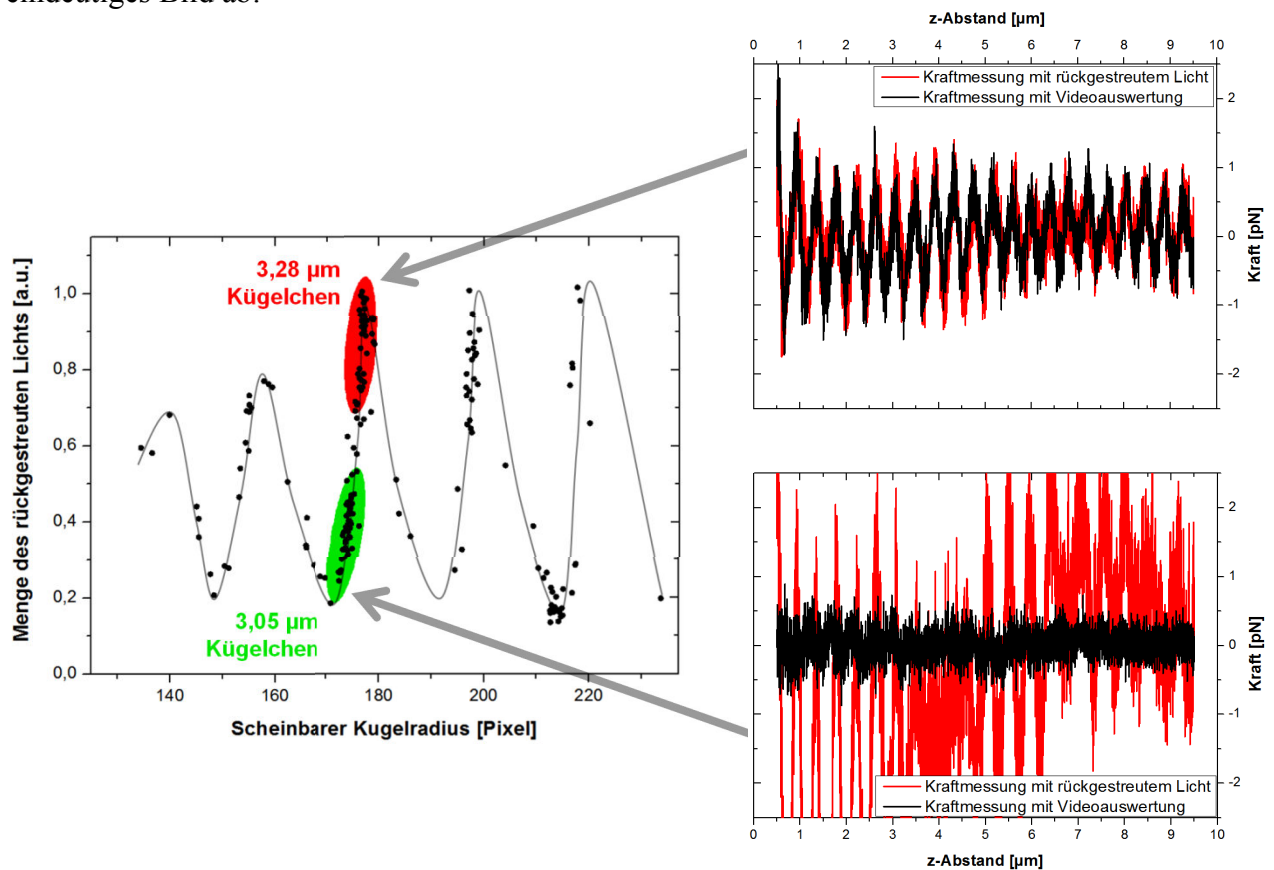 eindeutiges Bild ab:
Menge des rückgestreuten Lichts [a.u.]
1,0
0,8
0,6
0,4
0,2
0,0
3,28 µm
Kügelchen
3,05 µm
Kügelchen
140 160 180 200 220
Scheinbarer Kugelradius [Pixel]
z-Abstand [µm]
0 1 2 3 4 5 6 7 8 9 10
Kraftmessung mit rückgestreutem Licht
Kraftmessung mit Videoauswertung
2
1
0
-1
-2
Kraft [pN]
Kraftmessung mit rückgestreutem Licht
Kraftmessung mit Videoauswertung
2
1
0
-1
-2
Kraft [pN]
0 1 2 3 4 5 6 7 8 9 10
z-Abstand [µm]